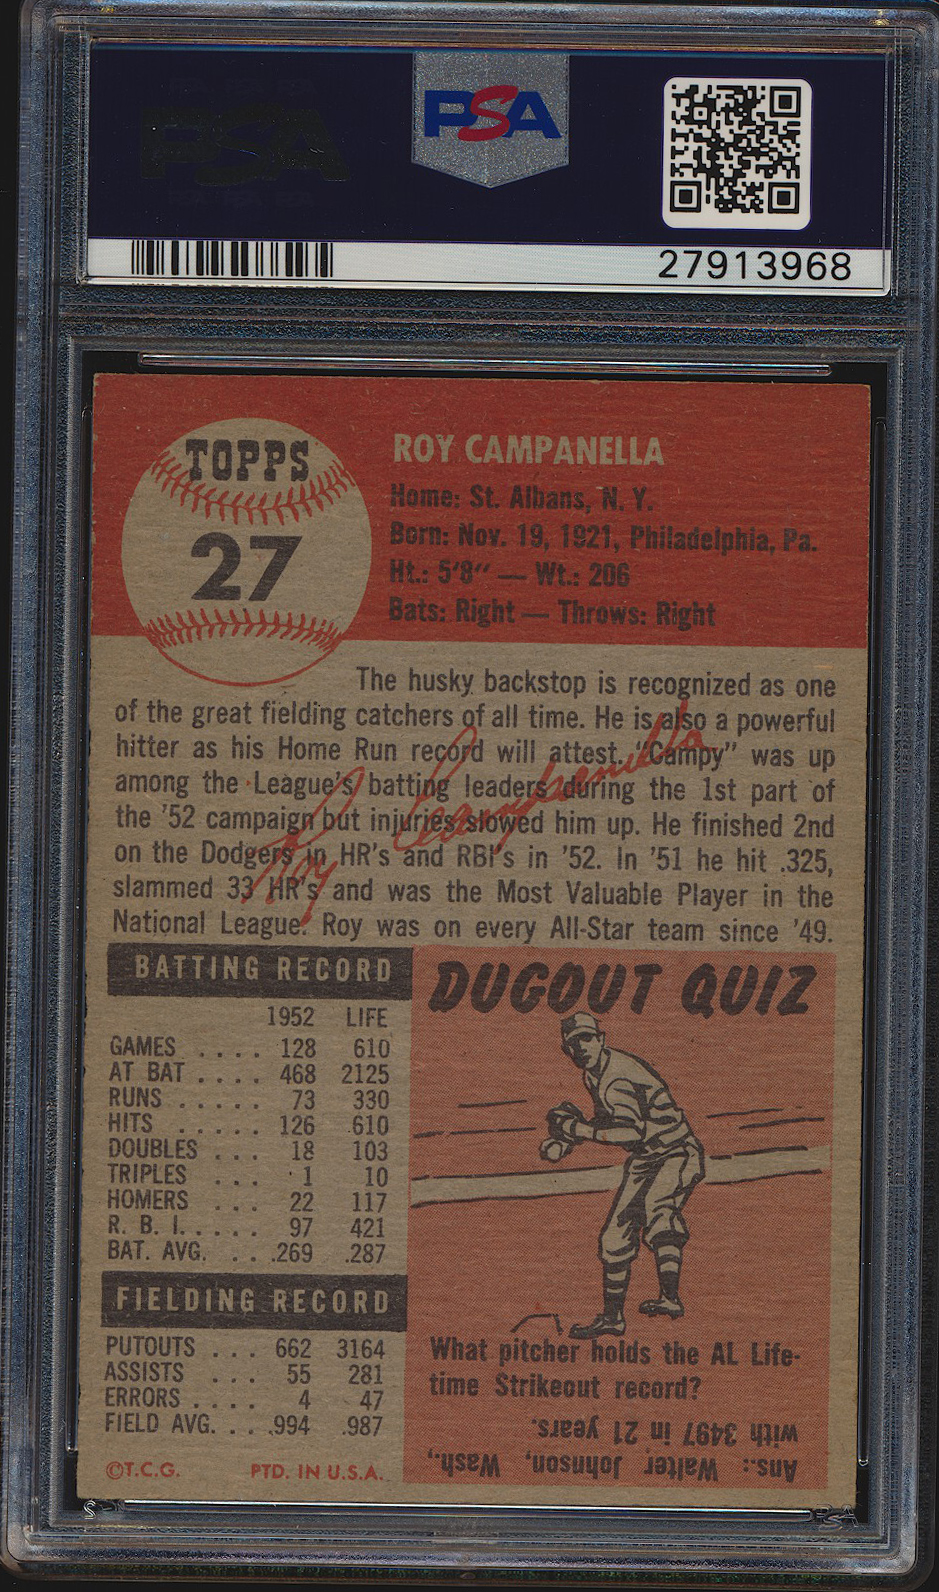 PSA
27913968
TOPPS
27
ROY CAMPANELLA
Home: St. Albans, N. Y.
Born: Nov. 19, 1921, Philadelphia, Pa.
Ht.: 5'8" — Wt.: 206
Bats: Right — Throws: Right
The husky backstop is recognized as one
of the great fielding catchers of all time. He is also a powerful
hitter as his Home Run record will attest. "Campy" was up
among the League's batting leaders during the 1st part of
the '52 campaign but injuries slowed him up. He finished 2nd
on the Dodgers in HR's and RBI's in '52. In '51 he hit .325,
slammed 33 HR's and was the Most Valuable Player in the
National League. Roy was on every All-Star team since '49.
Roy Campanella
BATTING RECORD
1952 LIFE
GAMES .... 128 610
AT BAT .... 468 2125
RUNS ..... 73 330
HITS ..... 126 610
DOUBLES ... 18 103
TRIPLES ... 1 10
HOMERS ... 22 117
R. B. I. .... 97 421
BAT. AVG. ... .269 .287
FIELDING RECORD
PUTOUTS ... 662 3164
ASSISTS ... 55 281
ERRORS .... 4 47
FIELD AVG. ... .994 .987
©T.C.G. PTD. IN U.S.A.
DUGOUT QUIZ
What pitcher holds the AL Life-
time Strikeout record?
Ans.: Walter Johnson, Wash.,
with 3497 in 21 years.
PSA